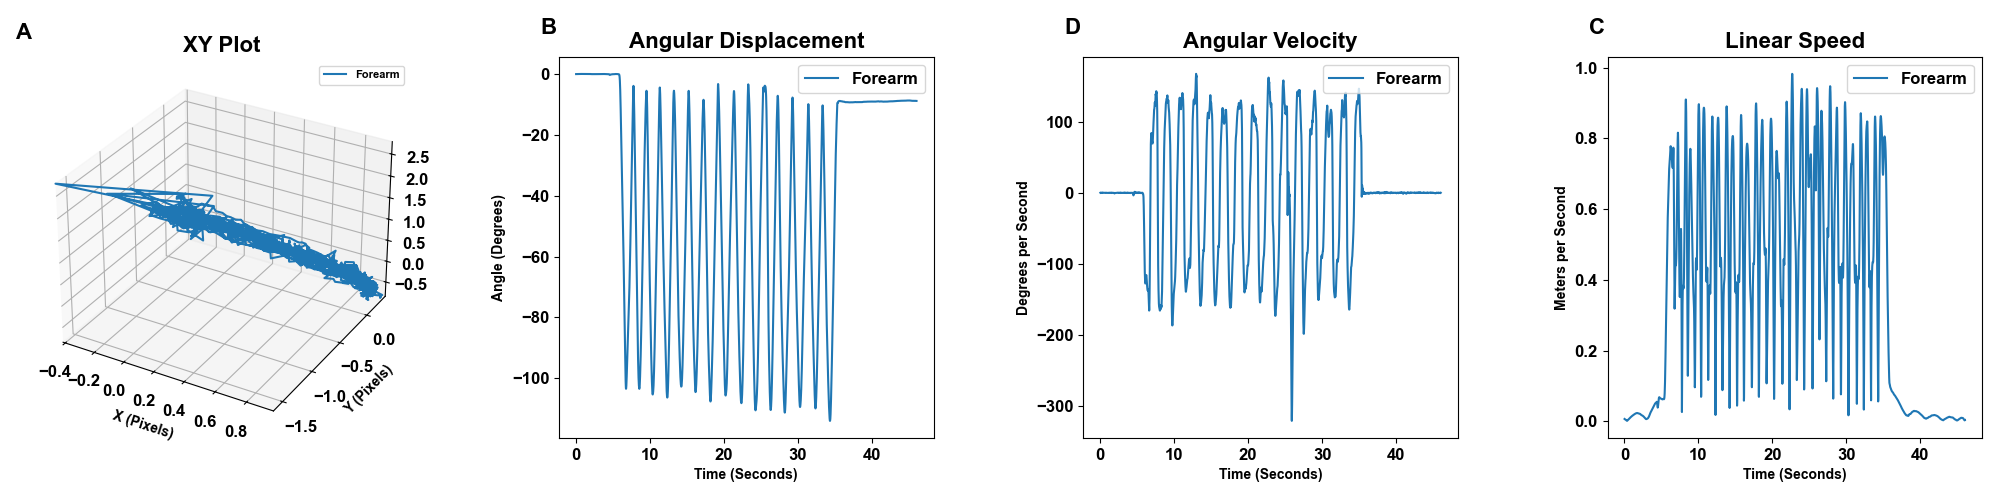 A
XY Plot
Forearm
2.5
2.0
1.5
1.0
0.5
0.0
−0.5
0.0
−0.5
−1.0
−1.5
Y (Pixels)
−0.4
−0.2
0.0
0.2
0.4
0.6
0.8
X (Pixels)
B
Angular Displacement
Forearm
0
−20
−40
−60
−80
−100
Angle (Degrees)
0 10 20 30 40
Time (Seconds)
D
Angular Velocity
Forearm
100
0
−100
−200
−300
Degrees per Second
0 10 20 30 40
Time (Seconds)
C
Linear Speed
Forearm
1.0
0.8
0.6
0.4
0.2
0.0
Meters per Second
0 10 20 30 40
Time (Seconds)